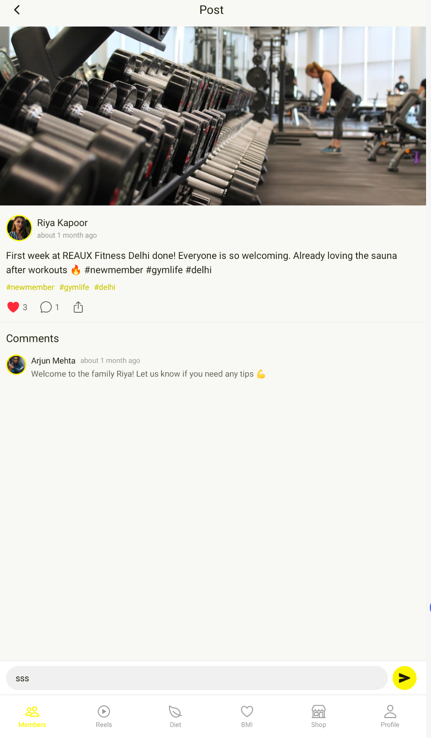 Post
Riya Kapoor
about 1 month ago
First week at REAUX Fitness Delhi done! Everyone is so welcoming. Already loving the sauna
after workouts 🔥 #newmember #gymlife #delhi
#newmember #gymlife #delhi
3 1
Comments
Arjun Mehta about 1 month ago
Welcome to the family Riya! Let us know if you need any tips 💪
sss
Members Reels Diet BMI Shop Profile